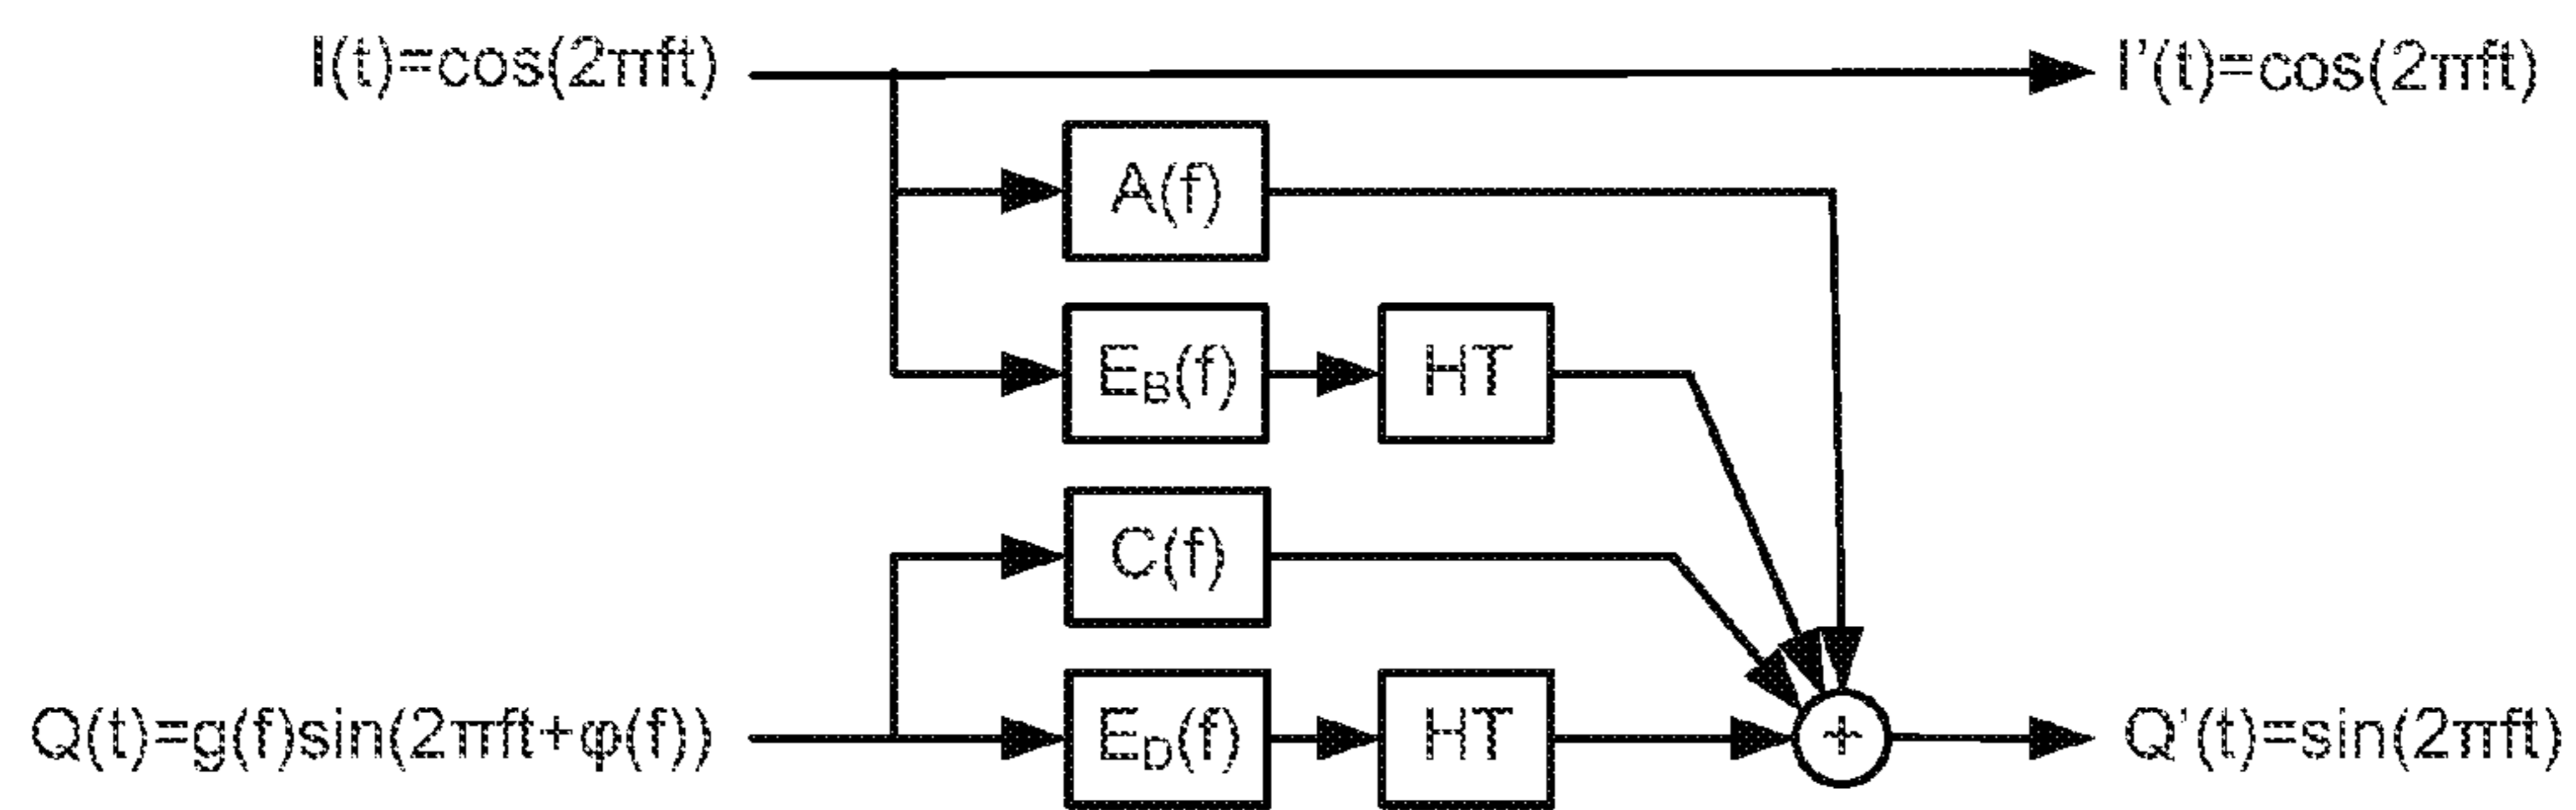 I(t)=cos(2πft)
I'(t)=cos(2πft)
A(f)
E_B(f)
HT
C(f)
Q(t)=g(f)sin(2πft+φ(f))
E_D(f)
HT
+
Q'(t)=sin(2πft)